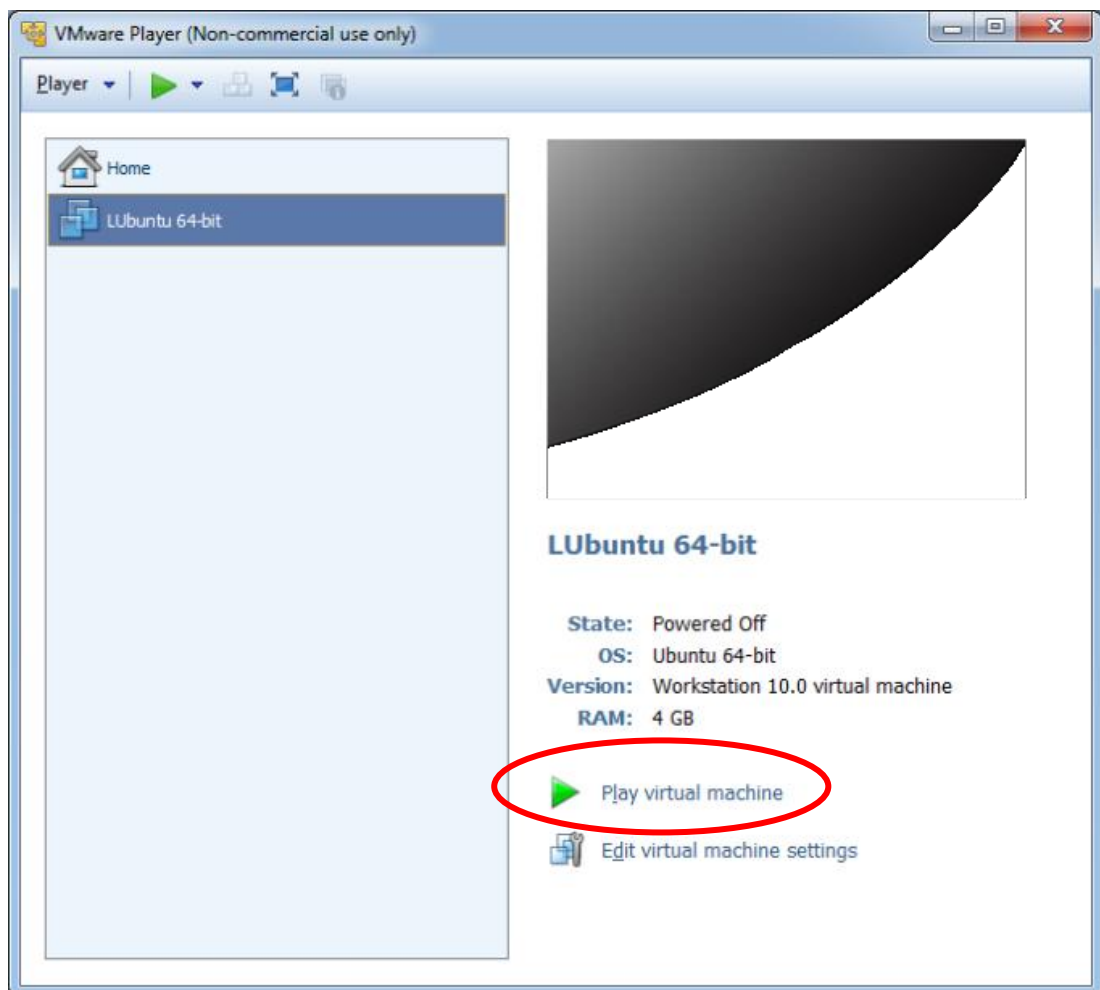 VMware Player (Non-commercial use only)
Player
Home
LUbuntu 64-bit
LUbuntu 64-bit
State: Powered Off
OS: Ubuntu 64-bit
Version: Workstation 10.0 virtual machine
RAM: 4 GB
Play virtual machine
Edit virtual machine settings